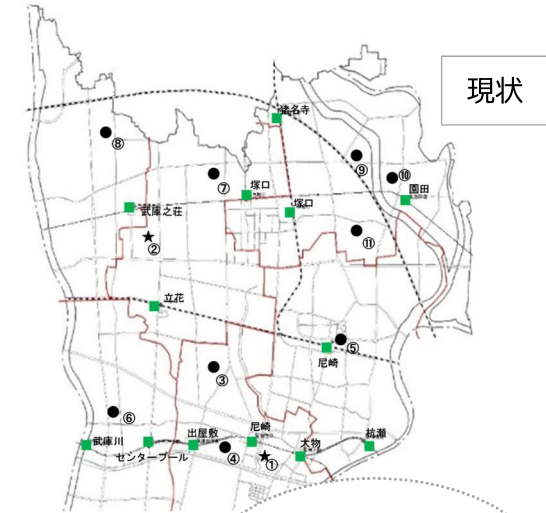 現状
猪名寺
⑧
⑨
⑦
⑩
塚口
園田
塚口
武庫之荘
②
⑪
立花
⑤
尼崎
③
⑥
出屋敷
尼崎
杭瀬
武庫川
大物
センタープール
④
①